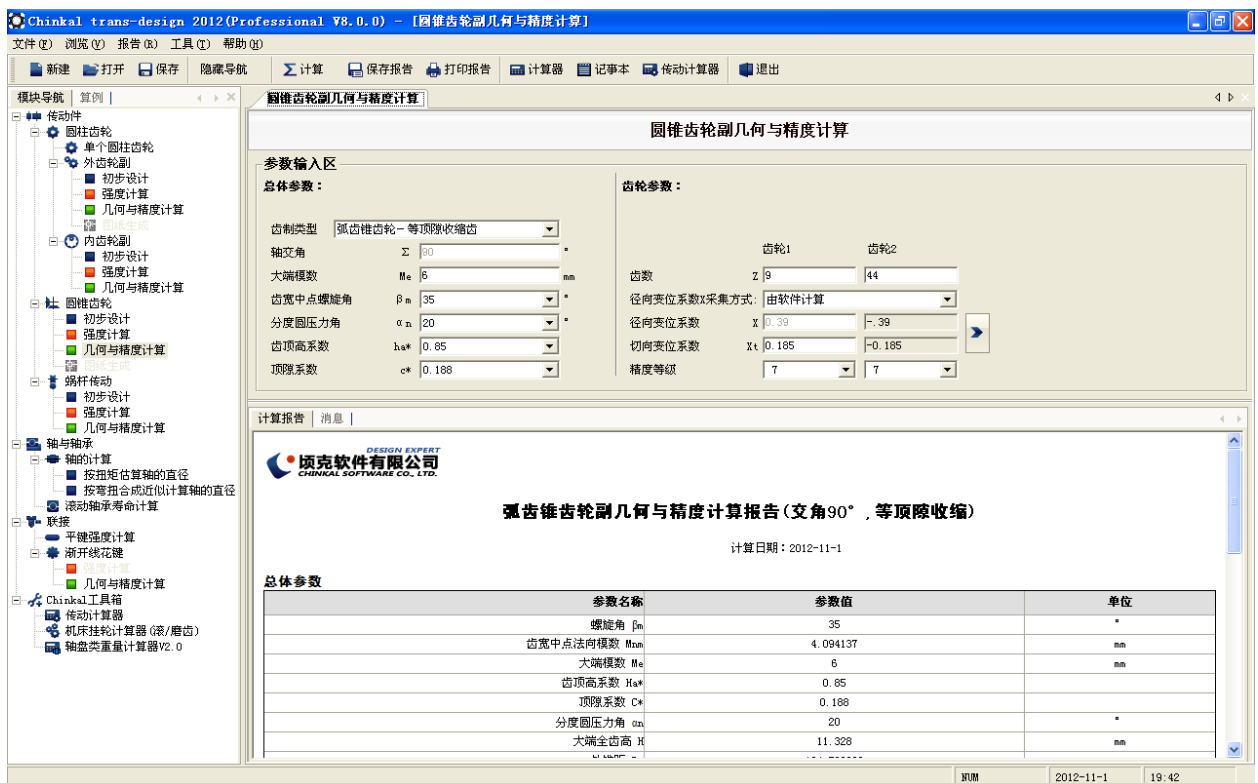 Chinkal trans-design 2012(Professional V8.0.0) - [圆锥齿轮副几何与精度计算]
文件(F) 浏览(V) 报告(R) 工具(T) 帮助(H)
新建 打开 保存 隐藏导航 计算 保存报告 打印报告 计算器 记事本 传动计算器 退出
模块导航 算例
传动件
圆柱齿轮
单个圆柱齿轮
外齿轮副
初步设计
强度计算
几何与精度计算
图纸生成
内齿轮副
初步设计
强度计算
几何与精度计算
圆锥齿轮
初步设计
强度计算
几何与精度计算
图纸生成
蜗杆传动
初步设计
强度计算
几何与精度计算
轴与轴承
轴的计算
按扭矩估算轴的直径
按弯扭合成近似计算轴的直径
滚动轴承寿命计算
联接
平键强度计算
渐开线花键
强度计算
几何与精度计算
Chinkal工具箱
传动计算器
机床挂轮计算器(滚/磨齿)
轴盘类重量计算器V2.0
圆锥齿轮副几何与精度计算
圆锥齿轮副几何与精度计算
参数输入区
总体参数：
齿制类型 弧齿锥齿轮-等顶隙收缩齿
轴交角 Σ 90 °
大端模数 Me 6 mm
齿宽中点螺旋角 βm 35 °
分度圆压力角 αn 20 °
齿顶高系数 ha* 0.85
顶隙系数 c* 0.188
齿轮参数：
齿轮1 齿轮2
齿数 Z 9 44
径向变位系数X采集方式: 由软件计算
径向变位系数 X 0.39 -.39
切向变位系数 Xt 0.185 -0.185
精度等级 7 7
计算报告 消息
DESIGN EXPERT
顷克软件有限公司
CHINKAL SOFTWARE CO., LTD.
弧齿锥齿轮副几何与精度计算报告(交角90°,等顶隙收缩)
计算日期：2012-11-1
总体参数
参数名称 参数值 单位
螺旋角 βm 35 °
齿宽中点法向模数 Mnm 4.094137 mm
大端模数 Me 6 mm
齿顶高系数 Ha* 0.85
顶隙系数 C* 0.188
分度圆压力角 αn 20 °
大端全齿高 H 11.328 mm
NUM 2012-11-1 19:42